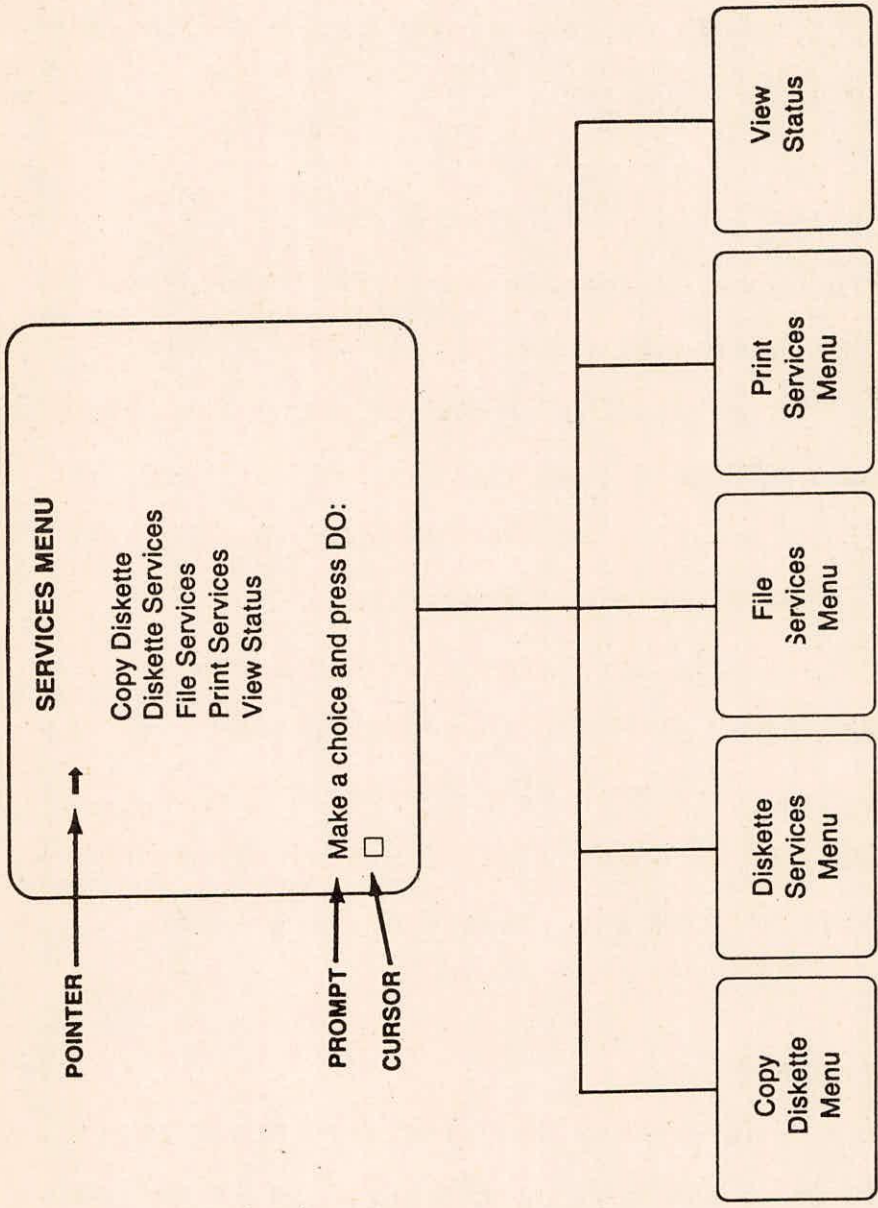 SERVICES MENU
POINTER
Copy Diskette
Diskette Services
File Services
Print Services
View Status
PROMPT
Make a choice and press DO:
CURSOR
Copy
Diskette
Menu
Diskette
Services
Menu
File
Services
Menu
Print
Services
Menu
View
Status